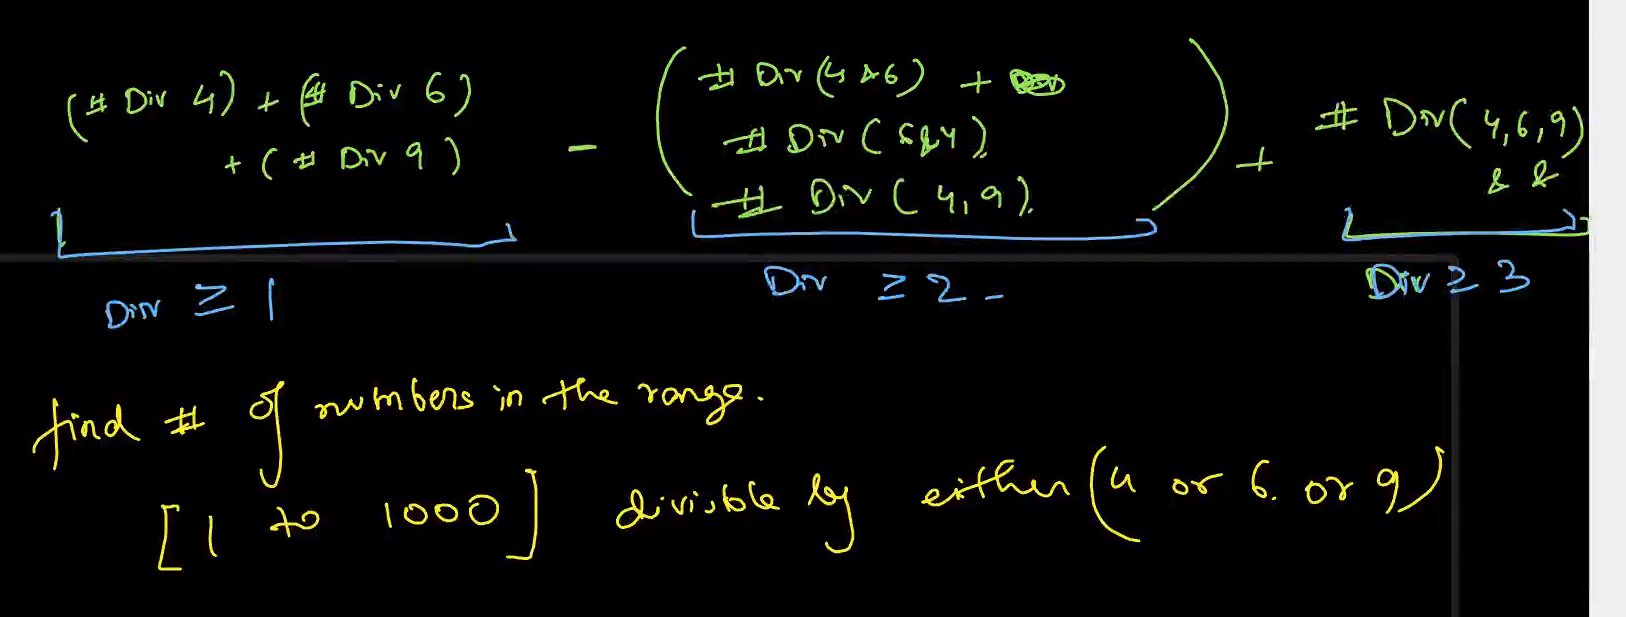 (# Div 4) + (# Div 6)
+ (# Div 9)
-
( # Div (4 & 6) +
# Div (6&4)
# Div (4,9). )
+ # Div (4,6,9)
& &
Div ≥ 1
Div ≥ 2 -
Div ≥ 3
find # of numbers in the range.
[1 to 1000] divisible by either (4 or 6. or 9)